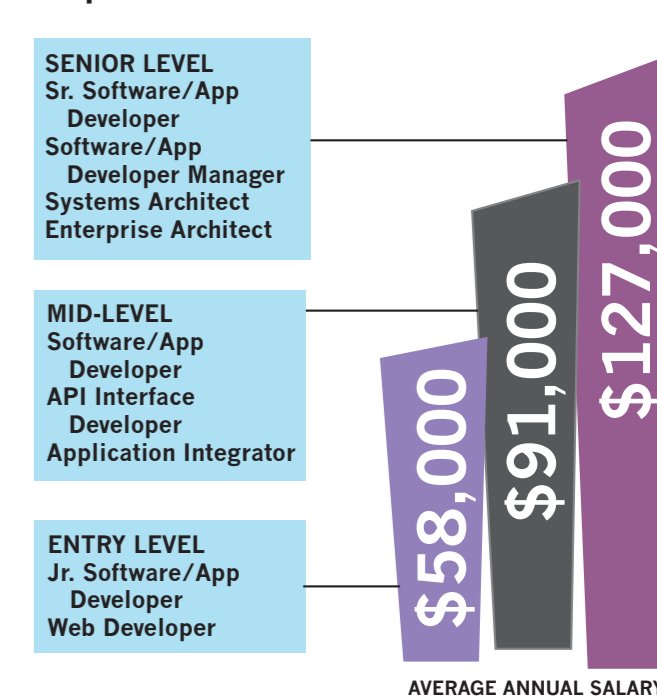 SENIOR LEVEL
Sr. Software/App
Developer
Software/App
Developer Manager
Systems Architect
Enterprise Architect
$127,000
MID-LEVEL
Software/App
Developer
API Interface
Developer
Application Integrator
$91,000
ENTRY LEVEL
Jr. Software/App
Developer
Web Developer
$58,000
AVERAGE ANNUAL SALARY